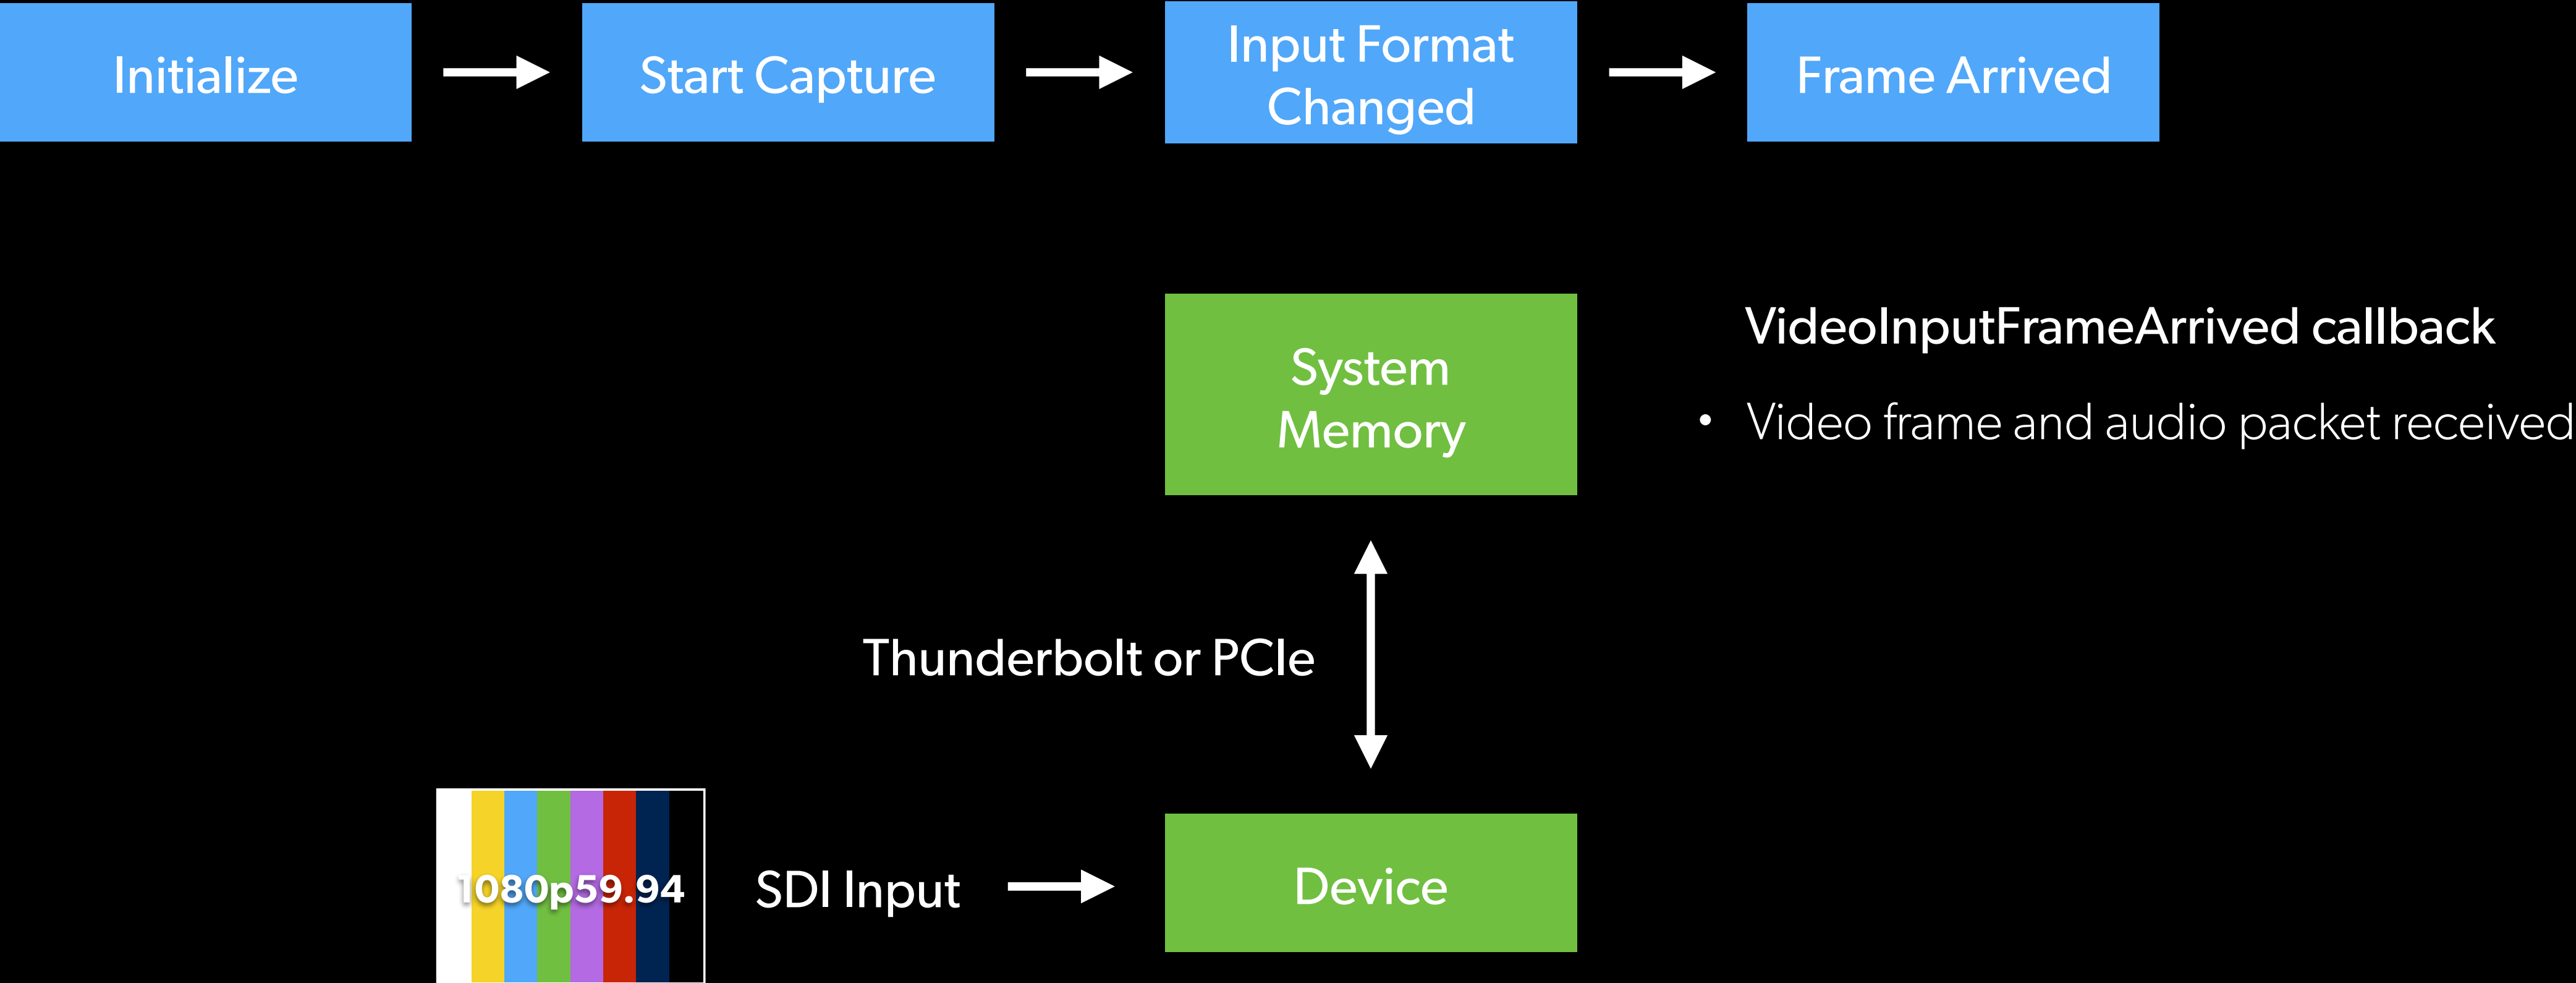 Initialize
Start Capture
Input Format
Changed
Frame Arrived
System
Memory
VideoInputFrameArrived callback
• Video frame and audio packet received
Thunderbolt or PCIe
1080p59.94
SDI Input
Device